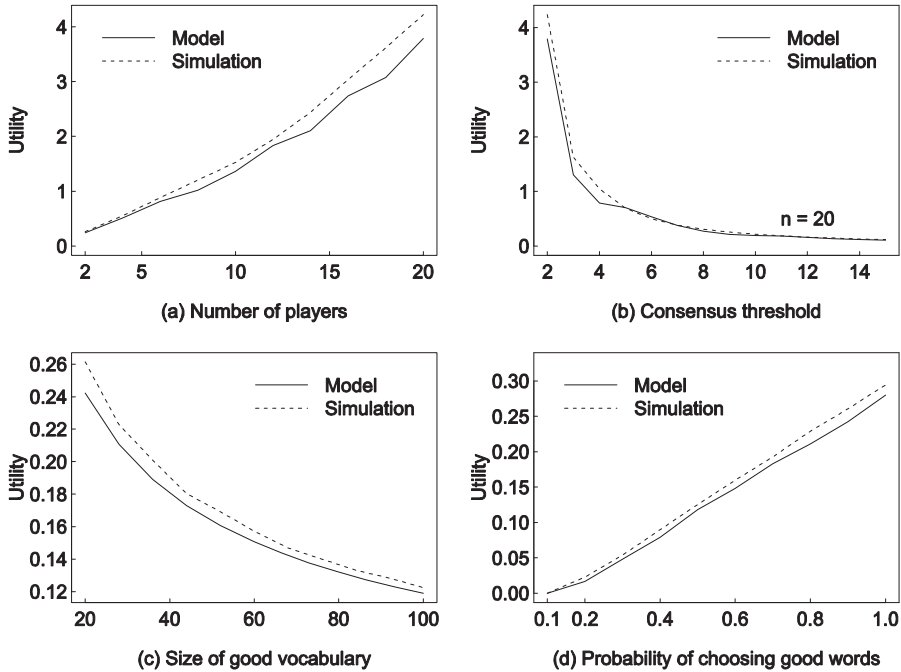 4
3
2
1
0
Utility
Model
Simulation
2 5 10 15 20
(a) Number of players
4
3
2
1
0
Utility
Model
Simulation
n = 20
2 4 6 8 10 12 14
(b) Consensus threshold
0.26
0.24
0.22
0.20
0.18
0.16
0.14
0.12
Utility
Model
Simulation
20 40 60 80 100
(c) Size of good vocabulary
0.30
0.25
0.20
0.15
0.10
0.05
0.00
Utility
Model
Simulation
0.1 0.2 0.4 0.6 0.8 1.0
(d) Probability of choosing good words